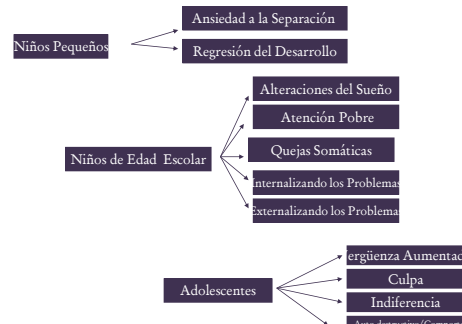 Ansiedad a la Separación
Niños Pequeños
Regresión del Desarrollo
Alteraciones del Sueño
Atención Pobre
Quejas Somáticas
Niños de Edad Escolar
Internalizando los Problemas
Externalizando los Problemas
ergüenza Aumentad
Culpa
Adolescentes
Indiferencia